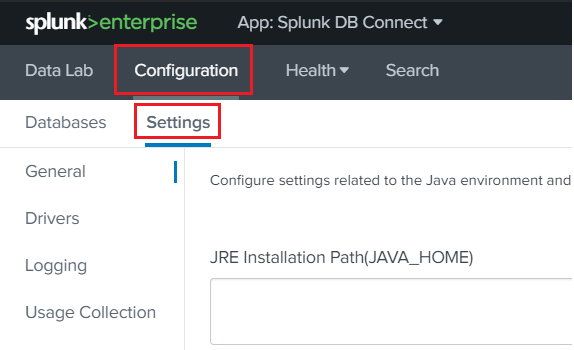 splunk>enterprise App: Splunk DB Connect
Data Lab Configuration Health Search
Databases Settings
General
Configure settings related to the Java environment and
Drivers
Logging
JRE Installation Path(JAVA_HOME)
Usage Collection